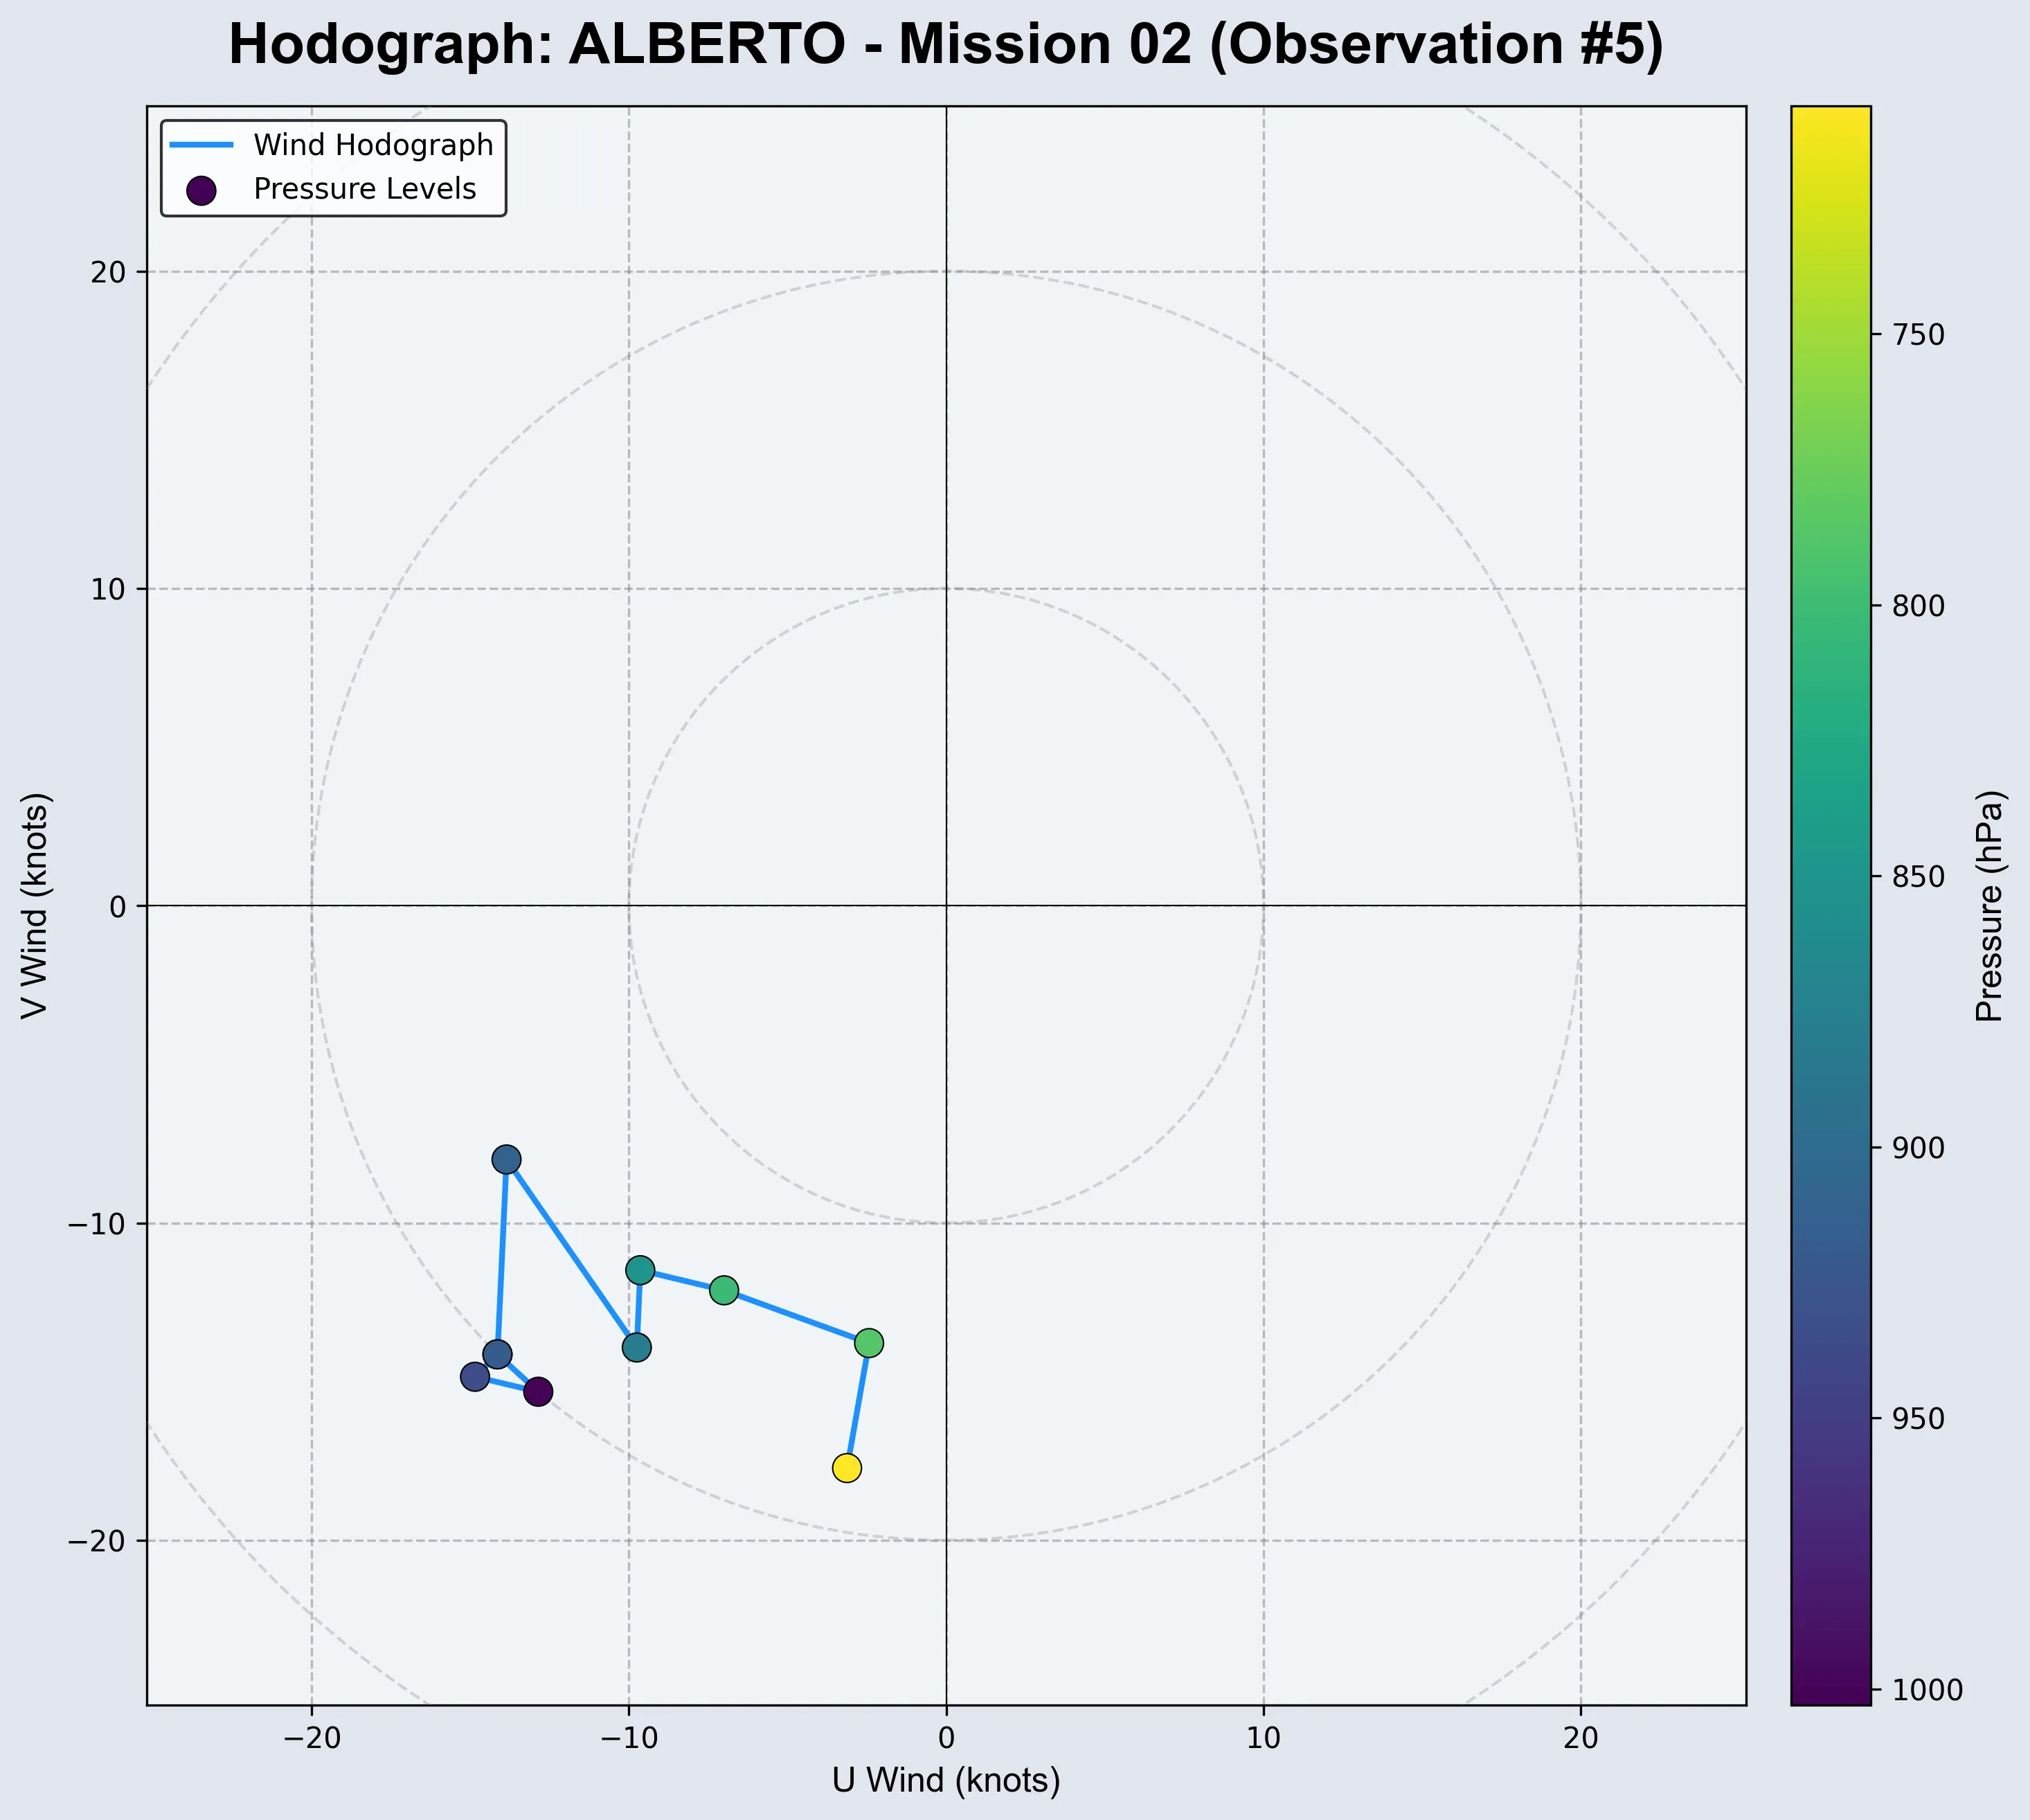 Hodograph: ALBERTO - Mission 02 (Observation #5)
Wind Hodograph
Pressure Levels
20
10
0
−10
−20
V Wind (knots)
−20
−10
0
10
20
U Wind (knots)
750
800
850
900
950
1000
Pressure (hPa)